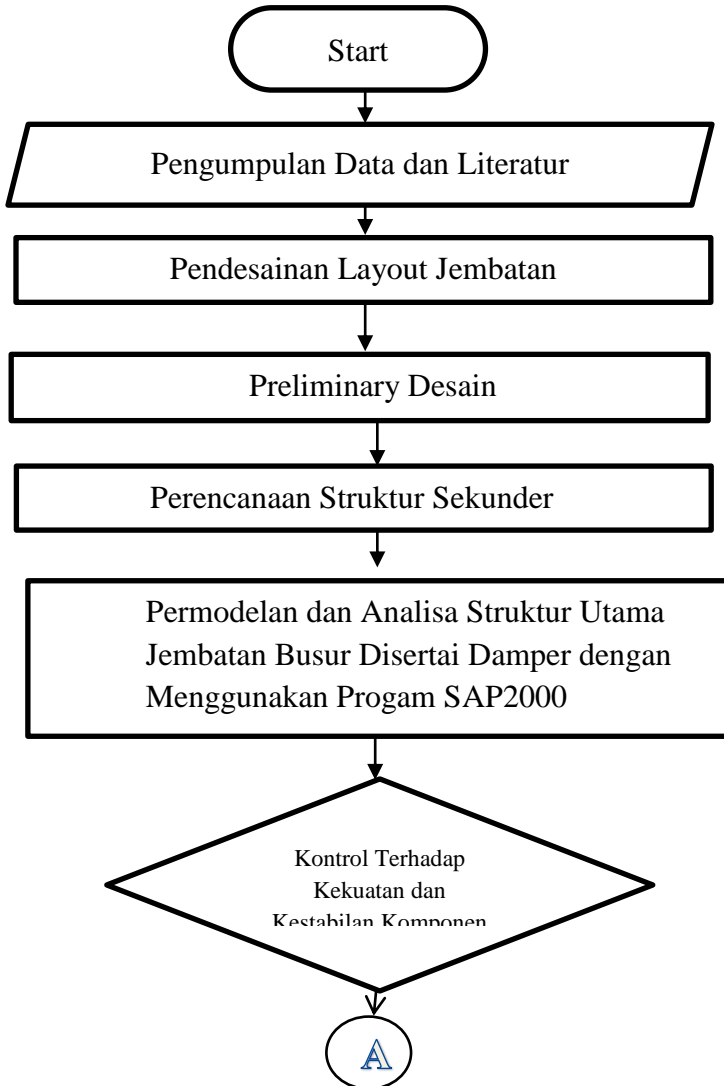 Start
Pengumpulan Data dan Literatur
Pendesainan Layout Jembatan
Preliminary Desain
Perencanaan Struktur Sekunder
Permodelan dan Analisa Struktur Utama
Jembatan Busur Disertai Damper dengan
Menggunakan Progam SAP2000
Kontrol Terhadap
Kekuatan dan
Kestabilan Komponen
A